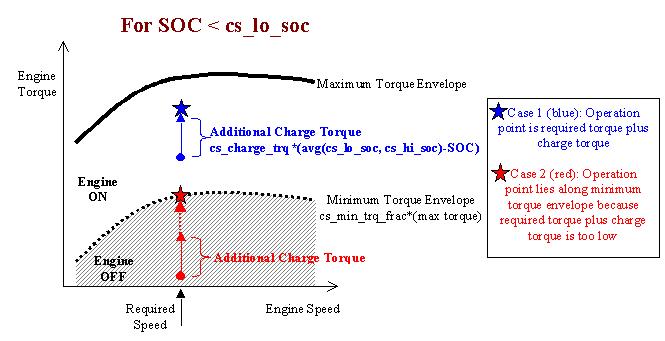 For SOC < cs_lo_soc
Engine
Torque
Maximum Torque Envelope
Additional Charge Torque
cs_charge_trq *(avg(cs_lo_soc, cs_hi_soc)-SOC)
Case 1 (blue): Operation
point is required torque plus
charge torque
Case 2 (red): Operation
point lies along minimum
torque envelope because
required torque plus charge
torque is too low
Engine
ON
Minimum Torque Envelope
cs_min_trq_frac*(max torque)
Engine
OFF
Additional Charge Torque
Required
Speed
Engine Speed